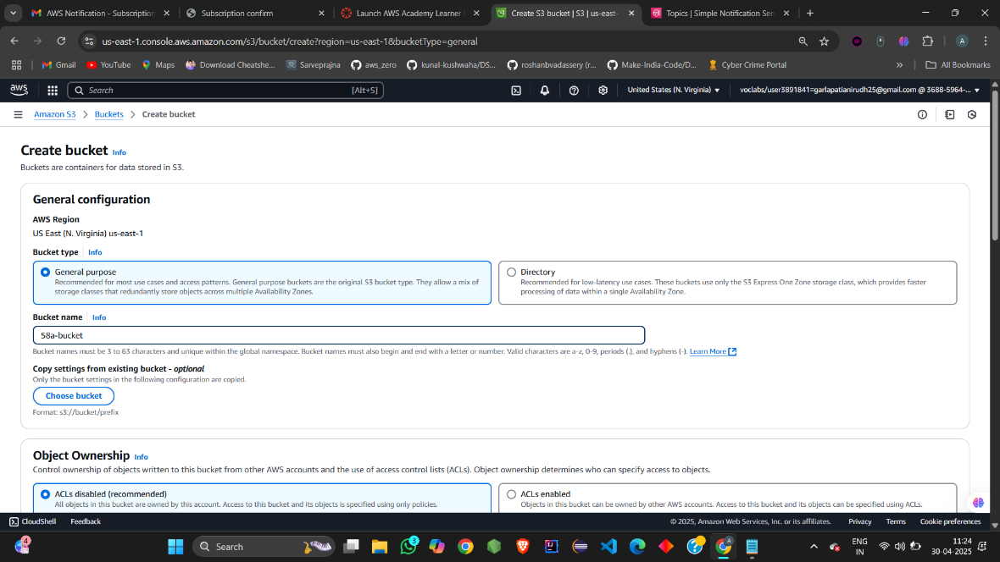 AWS Notification - Subscription
Subscription confirm
Launch AWS Academy Learner
Create S3 bucket | S3 | us-east-
Topics | Simple Notification Ser
us-east-1.console.aws.amazon.com/s3/bucket/create?region=us-east-1&bucketType=general
A
Gmail
YouTube
Maps
Download Cheatshe...
Sarveprajna
aws_zero
kunal-kushwaha/DS...
roshanbvadassery (r...
Make-India-Code/D...
Cyber Crime Portal
»
All Bookmarks
aws
Search
[Alt+S]
United States (N. Virginia)
voclabs/user3891841=garlapatianirudh25@gmail.com @ 3688-5964-...
Amazon S3
Buckets
Create bucket
Create bucket Info
Buckets are containers for data stored in S3.
General configuration
AWS Region
US East (N. Virginia) us-east-1
Bucket type Info
General purpose
Recommended for most use cases and access patterns. General purpose buckets are the original S3 bucket type. They allow a mix of
storage classes that redundantly store objects across multiple Availability Zones.
Directory
Recommended for low-latency use cases. These buckets use only the S3 Express One Zone storage class, which provides faster
processing of data within a single Availability Zone.
Bucket name Info
58a-bucket
Bucket names must be 3 to 63 characters and unique within the global namespace. Bucket names must also begin and end with a letter or number. Valid characters are a-z, 0-9, periods (.), and hyphens (-). Learn More
Copy settings from existing bucket - optional
Only the bucket settings in the following configuration are copied.
Choose bucket
Format: s3://bucket/prefix
Object Ownership Info
Control ownership of objects written to this bucket from other AWS accounts and the use of access control lists (ACLs). Object ownership determines who can specify access to objects.
ACLs disabled (recommended)
All objects in this bucket are owned by this account. Access to this bucket and its objects is specified using only policies.
ACLs enabled
Objects in this bucket can be owned by other AWS accounts. Access to this bucket and its objects can be specified using ACLs.
CloudShell
Feedback
© 2025, Amazon Web Services, Inc. or its affiliates.
Privacy
Terms
Cookie preferences
4
Search
3
A
ENG
IN
11:24
30-04-2025